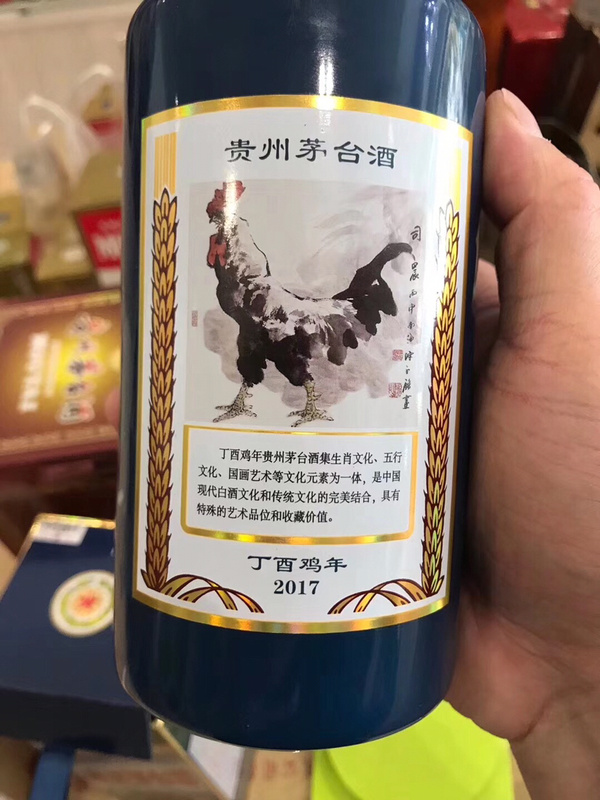 贵州茅台酒
司晨
丁酉鸡年贵州茅台酒集生肖文化、五行
文化、国画艺术等文化元素为一体，是中国
现代白酒文化和传统文化的完美结合，具有
特殊的艺术品位和收藏价值。
丁酉鸡年
2017